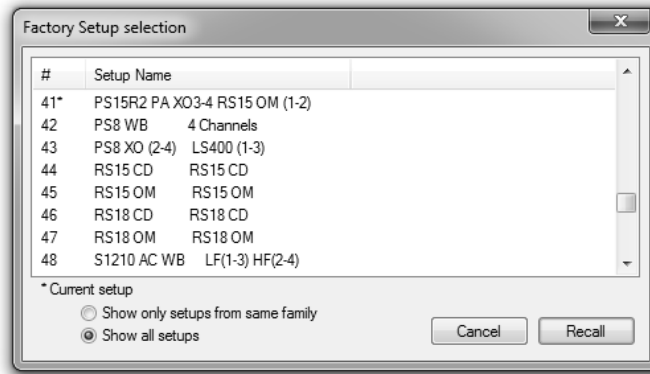 Factory Setup selection
# Setup Name
41* PS15R2 PA XO3-4 RS15 OM (1-2)
42 PS8 WB 4 Channels
43 PS8 XO (2-4) LS400 (1-3)
44 RS15 CD RS15 CD
45 RS15 OM RS15 OM
46 RS18 CD RS18 CD
47 RS18 OM RS18 OM
48 S1210 AC WB LF(1-3) HF(2-4)
* Current setup
Show only setups from same family
Show all setups
Cancel Recall